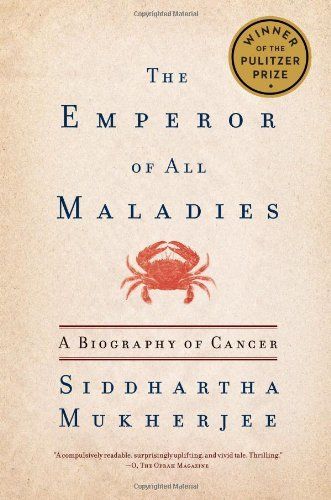 WINNER
OF THE
PULITZER
PRIZE
THE
EMPEROR
OF ALL
MALADIES
A BIOGRAPHY OF CANCER
SIDDHARTHA
MUKHERJEE
"A compulsively readable, surprisingly uplifting, and vivid tale. Thrilling."
—O, THE OPRAH MAGAZINE